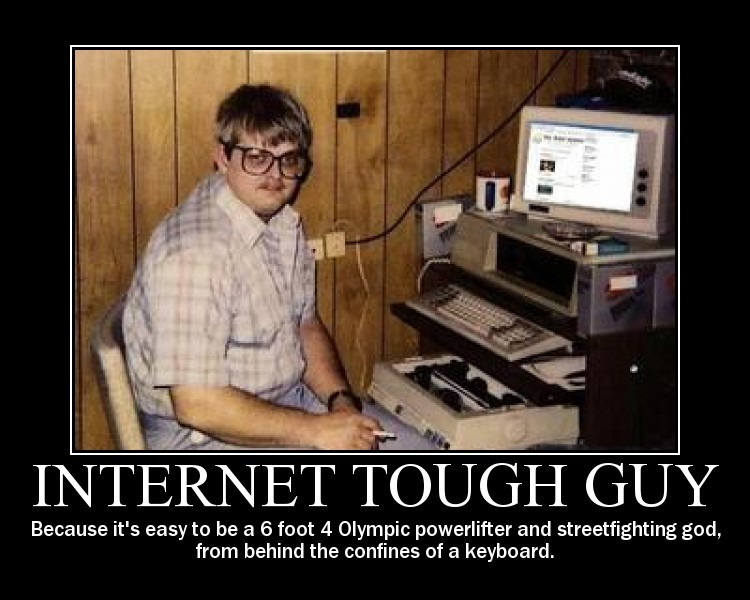 INTERNET TOUGH GUY
Because it's easy to be a 6 foot 4 Olympic powerlifter and streetfighting god,
from behind the confines of a keyboard.